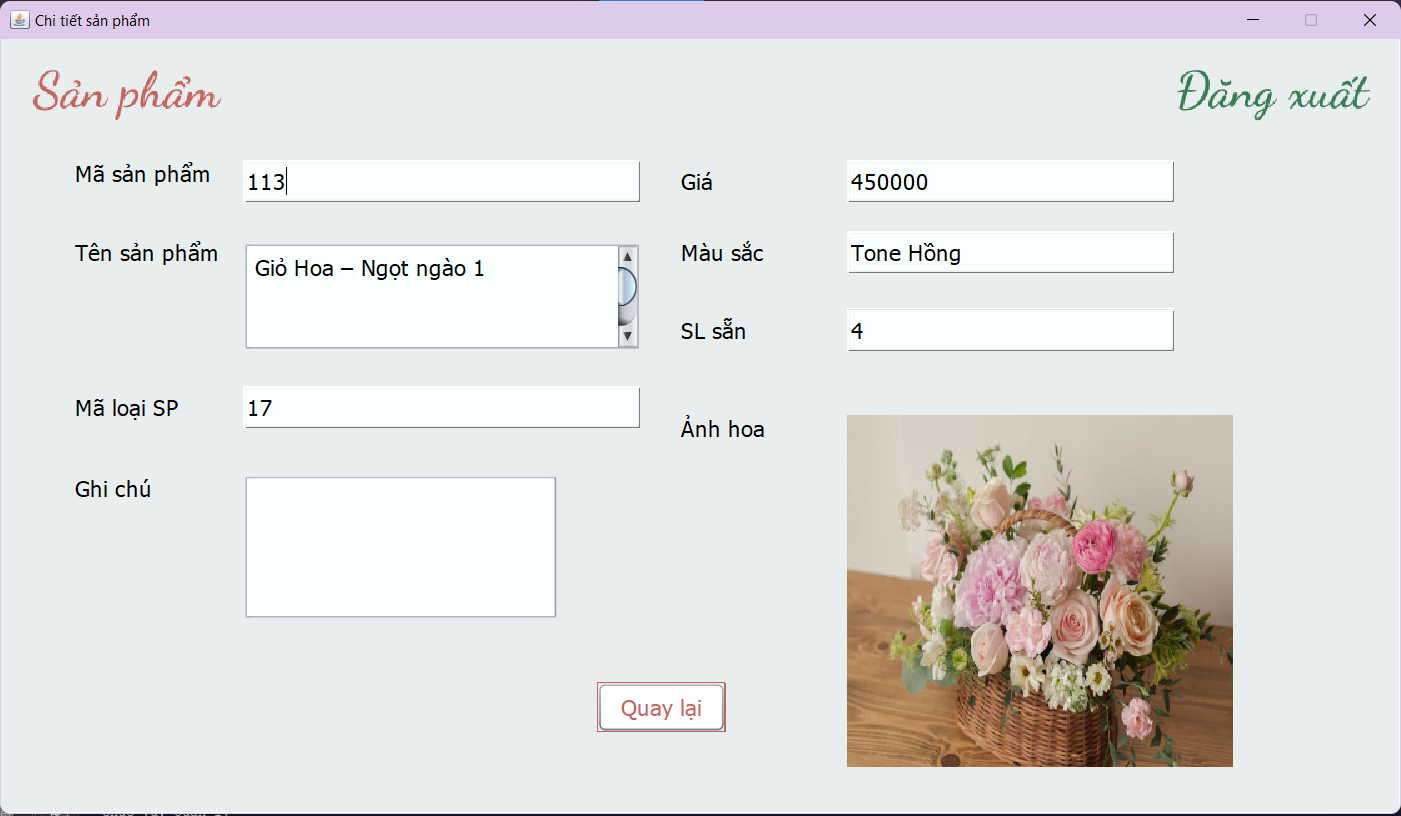 Chi tiết sản phẩm
Sản phẩm
Đăng xuất
Mã sản phẩm
113
Giá
450000
Tên sản phẩm
Giỏ Hoa – Ngọt ngào 1
Màu sắc
Tone Hồng
SL sẵn
4
Mã loại SP
17
Ảnh hoa
Ghi chú
Quay lại